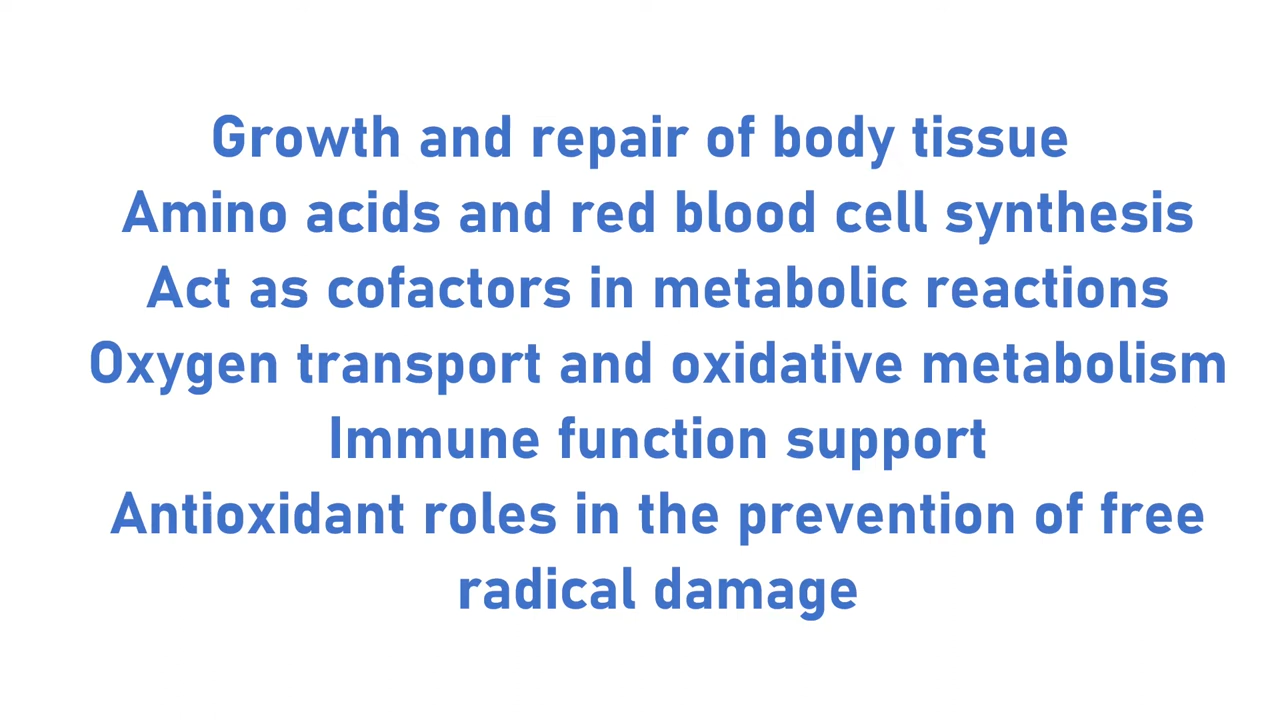 Growth and repair of body tissue
Amino acids and red blood cell synthesis
Act as cofactors in metabolic reactions
Oxygen transport and oxidative metabolism
Immune function support
Antioxidant roles in the prevention of free
radical damage